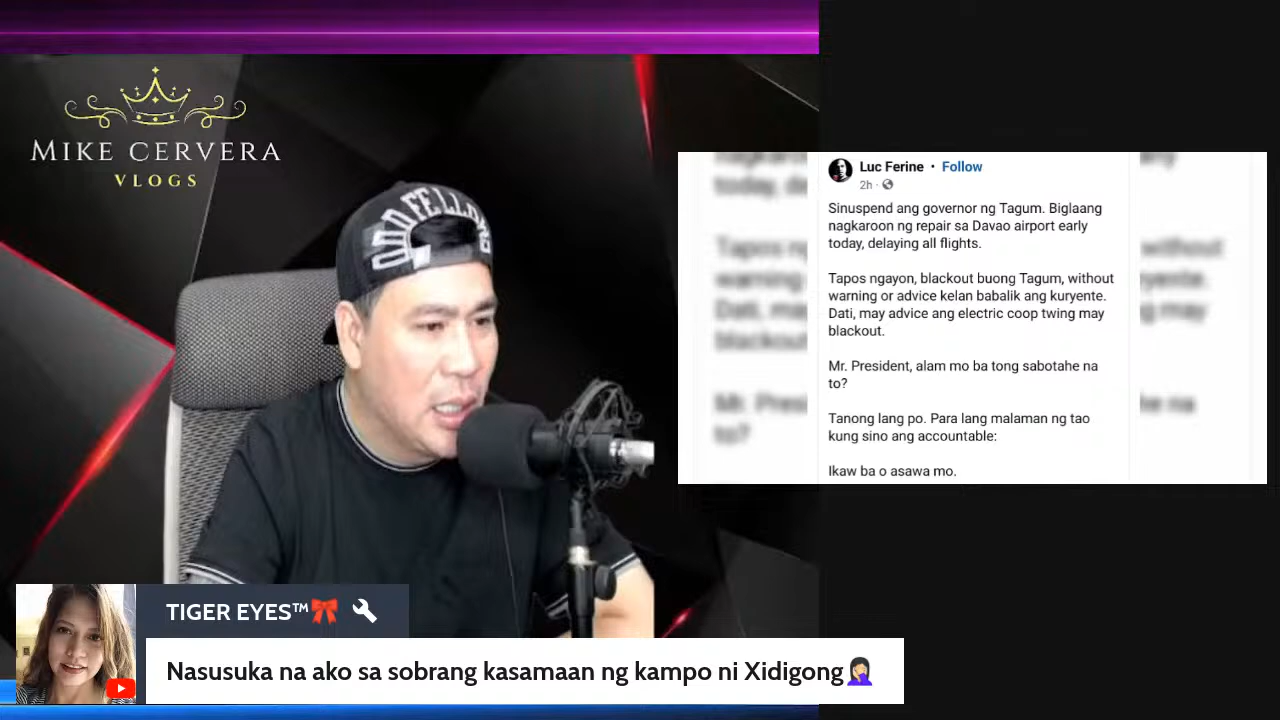 MIKE CERVERA
VLOGS
ODD FELLOWS
Luc Ferine • Follow
2h ·
Sinuspend ang governor ng Tagum. Biglaang
nagkaroon ng repair sa Davao airport early
today, delaying all flights.
Tapos ngayon, blackout buong Tagum, without
warning or advice kelan babalik ang kuryente.
Dati, may advice ang electric coop twing may
blackout.
Mr. President, alam mo ba tong sabotahe na
to?
Tanong lang po. Para lang malaman ng tao
kung sino ang accountable:
Ikaw ba o asawa mo.
TIGER EYES™🎀 🔧
Nasusuka na ako sa sobrang kasamaan ng kampo ni Xidigong🤦🏼‍♀️